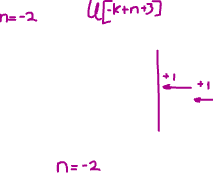 n=-2 u[-k+n+3]
+1
+1
n=-2